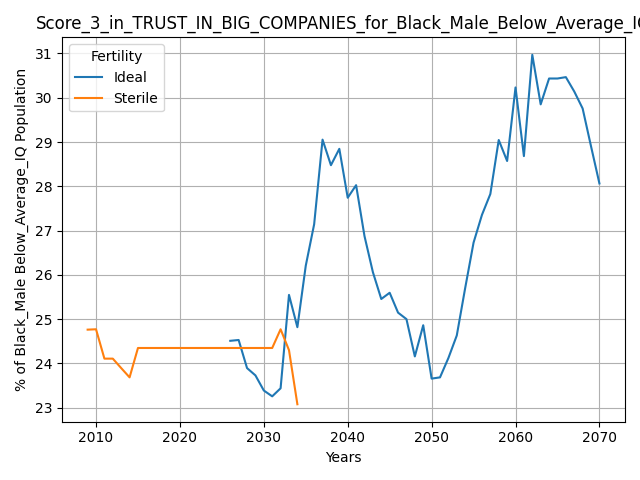 Score_3_in_TRUST_IN_BIG_COMPANIES_for_Black_Male_Below_Average_IQ
Fertility
Ideal
Sterile
31
30
29
28
27
26
25
24
23
% of Black_Male Below_Average_IQ Population
2010
2020
2030
2040
2050
2060
2070
Years